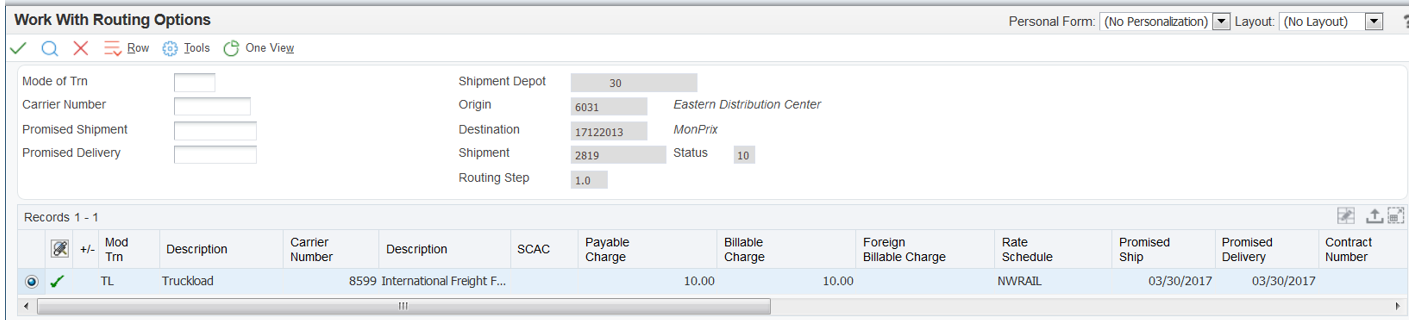 Work With Routing Options
Personal Form: (No Personalization) Layout: (No Layout) ?
Row Tools One View
Mode of Trn Shipment Depot 30
Carrier Number Origin 6031 Eastern Distribution Center
Promised Shipment Destination 17122013 MonPrix
Promised Delivery Shipment 2819 Status 10
Routing Step 1.0
Records 1 - 1
+/- Mod Trn Description Carrier Number Description SCAC Payable Charge Billable Charge Foreign Billable Charge Rate Schedule Promised Ship Promised Delivery Contract Number
TL Truckload 8599 International Freight F... 10.00 10.00 NWRAIL 03/30/2017 03/30/2017